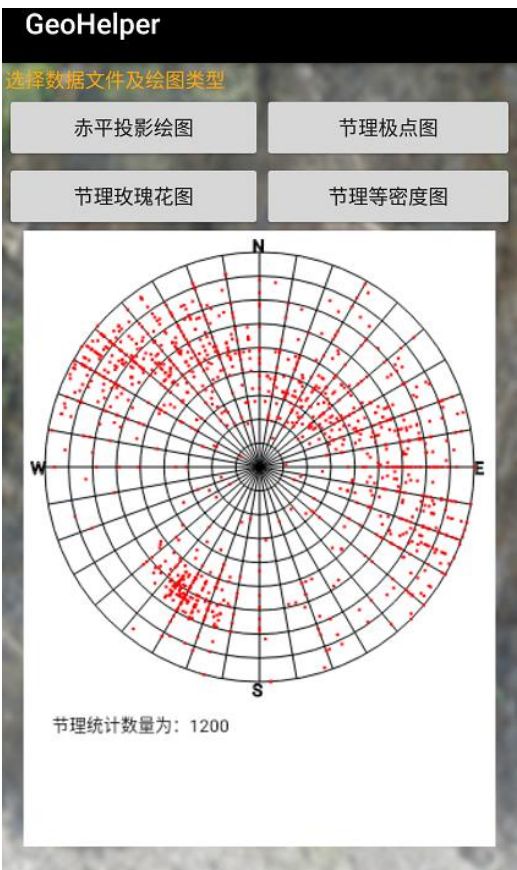 GeoHelper
选择数据文件及绘图类型
赤平投影绘图
节理极点图
节理玫瑰花图
节理等密度图
N
W
E
S
节理统计数量为：1200